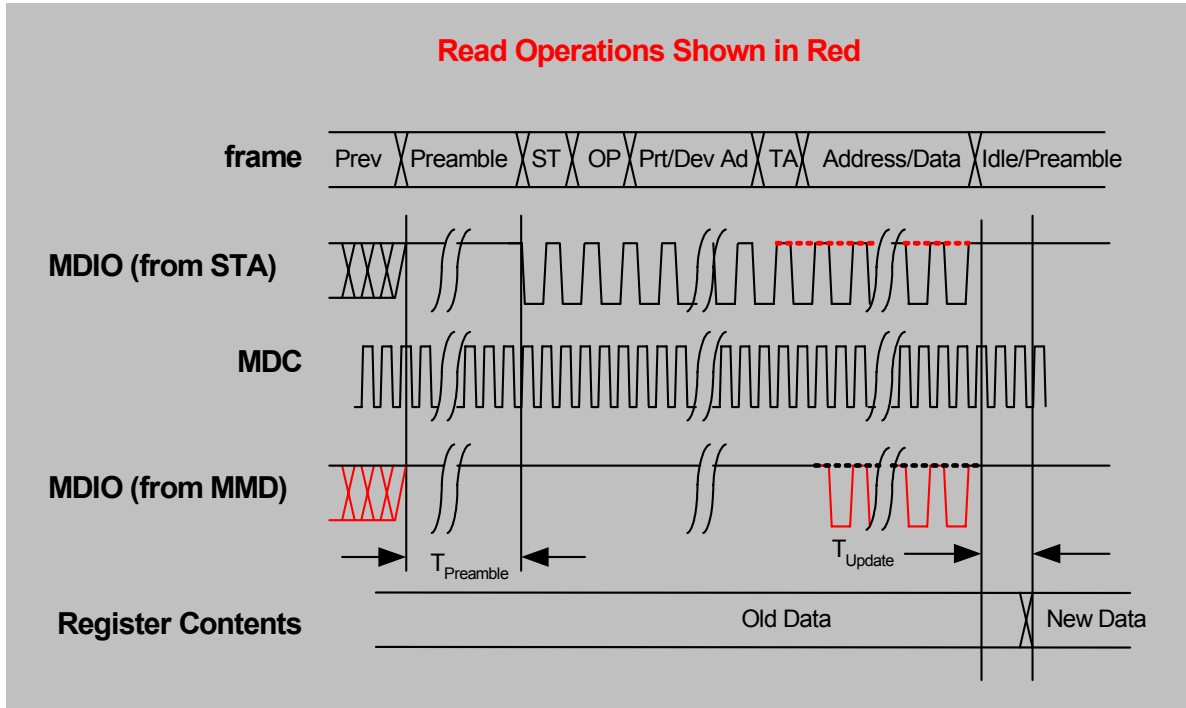 Read Operations Shown in Red
frame Prev Preamble ST OP Prt/Dev Ad TA Address/Data Idle/Preamble
MDIO (from STA)
MDC
MDIO (from MMD)
TPreamble TUpdate
Register Contents Old Data New Data